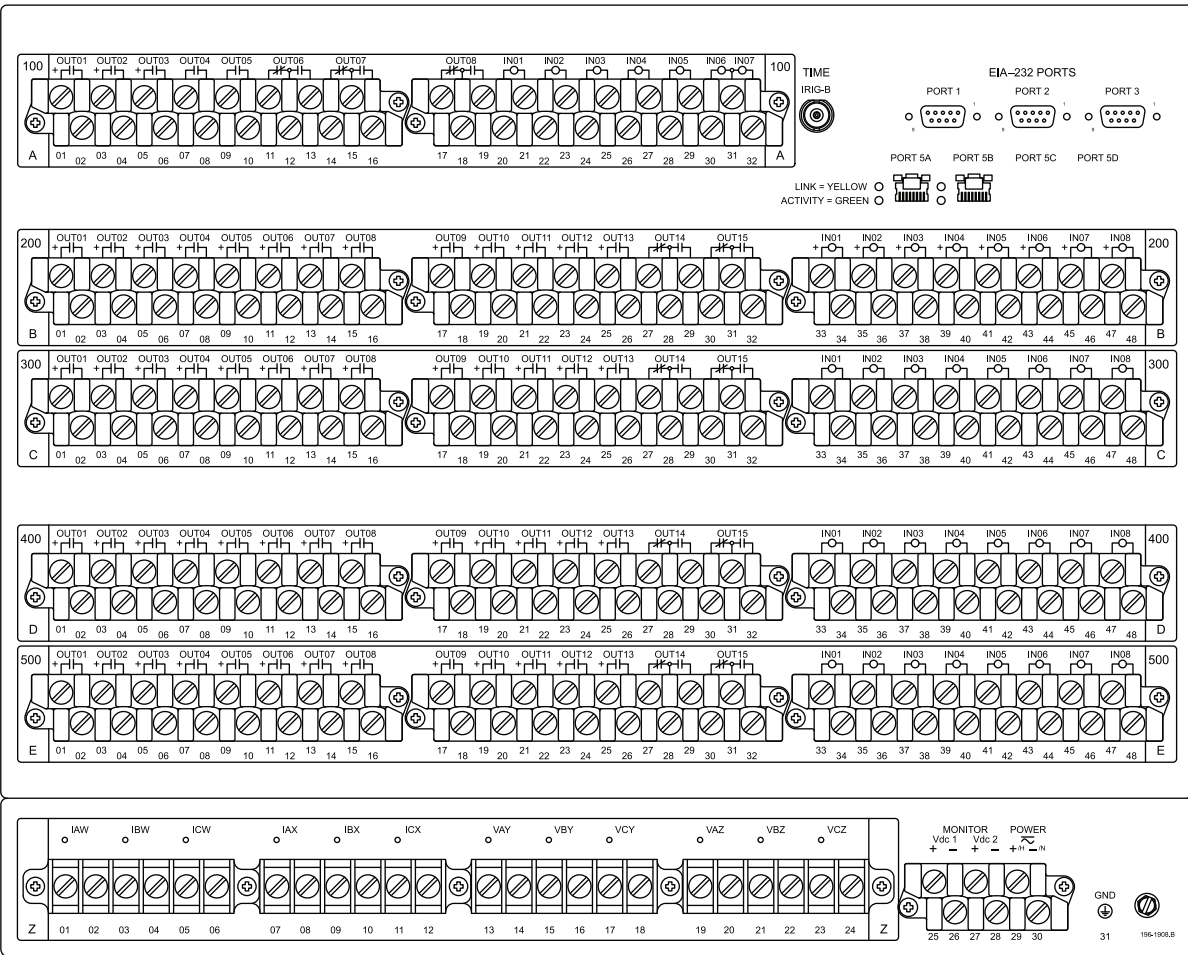 100 OUT01 OUT02 OUT03 OUT04 OUT05 OUT06 OUT07 OUT08 IN01 IN02 IN03 IN04 IN05 IN06 IN07 100
+ + +
A 01 02 03 04 05 06 07 08 09 10 11 12 13 14 15 16 17 18 19 20 21 22 23 24 25 26 27 28 29 30 31 32 A
TIME
IRIG-B
EIA–232 PORTS
PORT 1 PORT 2 PORT 3
1 1 1
PORT 5A PORT 5B PORT 5C PORT 5D
LINK = YELLOW
ACTIVITY = GREEN
200 OUT01 OUT02 OUT03 OUT04 OUT05 OUT06 OUT07 OUT08 OUT09 OUT10 OUT11 OUT12 OUT13 OUT14 OUT15 IN01 IN02 IN03 IN04 IN05 IN06 IN07 IN08 200
+ + + + + + + + + + + + + + + + + + + + +
B 01 02 03 04 05 06 07 08 09 10 11 12 13 14 15 16 17 18 19 20 21 22 23 24 25 26 27 28 29 30 31 32 33 34 35 36 37 38 39 40 41 42 43 44 45 46 47 48 B
300 OUT01 OUT02 OUT03 OUT04 OUT05 OUT06 OUT07 OUT08 OUT09 OUT10 OUT11 OUT12 OUT13 OUT14 OUT15 IN01 IN02 IN03 IN04 IN05 IN06 IN07 IN08 300
+ + + + + + + + + + + + +
C 01 02 03 04 05 06 07 08 09 10 11 12 13 14 15 16 17 18 19 20 21 22 23 24 25 26 27 28 29 30 31 32 33 34 35 36 37 38 39 40 41 42 43 44 45 46 47 48 C
400 OUT01 OUT02 OUT03 OUT04 OUT05 OUT06 OUT07 OUT08 OUT09 OUT10 OUT11 OUT12 OUT13 OUT14 OUT15 IN01 IN02 IN03 IN04 IN05 IN06 IN07 IN08 400
+ + + + + + + + + + + + +
D 01 02 03 04 05 06 07 08 09 10 11 12 13 14 15 16 17 18 19 20 21 22 23 24 25 26 27 28 29 30 31 32 33 34 35 36 37 38 39 40 41 42 43 44 45 46 47 48 D
500 OUT01 OUT02 OUT03 OUT04 OUT05 OUT06 OUT07 OUT08 OUT09 OUT10 OUT11 OUT12 OUT13 OUT14 OUT15 IN01 IN02 IN03 IN04 IN05 IN06 IN07 IN08 500
+ + + + + + + + + + + + +
E 01 02 03 04 05 06 07 08 09 10 11 12 13 14 15 16 17 18 19 20 21 22 23 24 25 26 27 28 29 30 31 32 33 34 35 36 37 38 39 40 41 42 43 44 45 46 47 48 E
IAW IBW ICW IAX IBX ICX VAY VBY VCY VAZ VBZ VCZ
Z 01 02 03 04 05 06 07 08 09 10 11 12 13 14 15 16 17 18 19 20 21 22 23 24 Z
MONITOR POWER
Vdc 1 Vdc 2
+ – + – +/H –/N
25 26 27 28 29 30
GND
31
196-1908.B